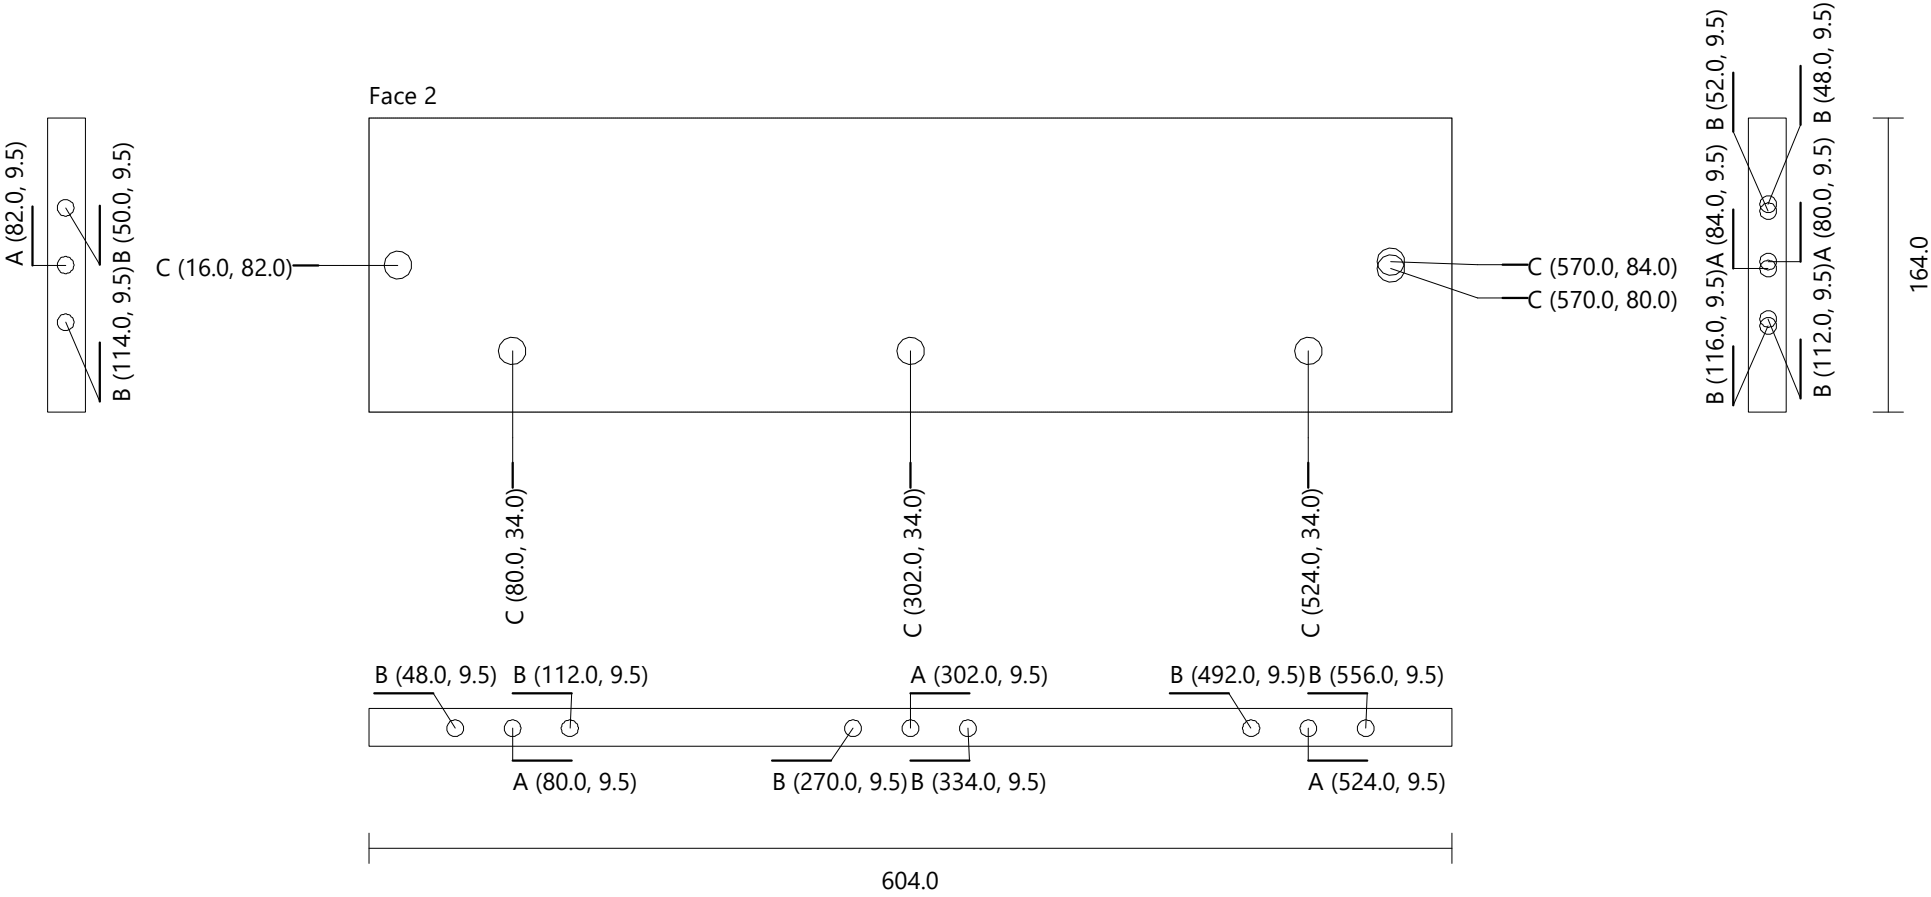 Face 2
A (82.0, 9.5)
B (50.0, 9.5)
B (114.0, 9.5)
C (16.0, 82.0)
C (570.0, 84.0)
C (570.0, 80.0)
B (52.0, 9.5)
B (48.0, 9.5)
A (84.0, 9.5)
A (80.0, 9.5)
B (116.0, 9.5)
B (112.0, 9.5)
164.0
C (80.0, 34.0)
C (302.0, 34.0)
C (524.0, 34.0)
B (48.0, 9.5)
B (112.0, 9.5)
A (302.0, 9.5)
B (492.0, 9.5)
B (556.0, 9.5)
A (80.0, 9.5)
B (270.0, 9.5)
B (334.0, 9.5)
A (524.0, 9.5)
604.0